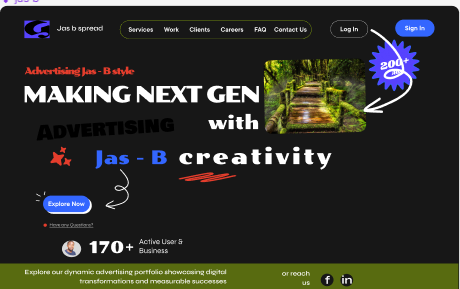 Jas b spread
Services Work Clients Careers FAQ Contact Us
Log In
Sign In
200+
Advertising Jas - B style
MAKING NEXT GEN
ADVERTISING with
Jas - B creativity
Explore Now
Have any Questions?
170+ Active User &
Business
Explore our dynamic advertising portfolio showcasing digital
transformations and measurable successes
or reach
us